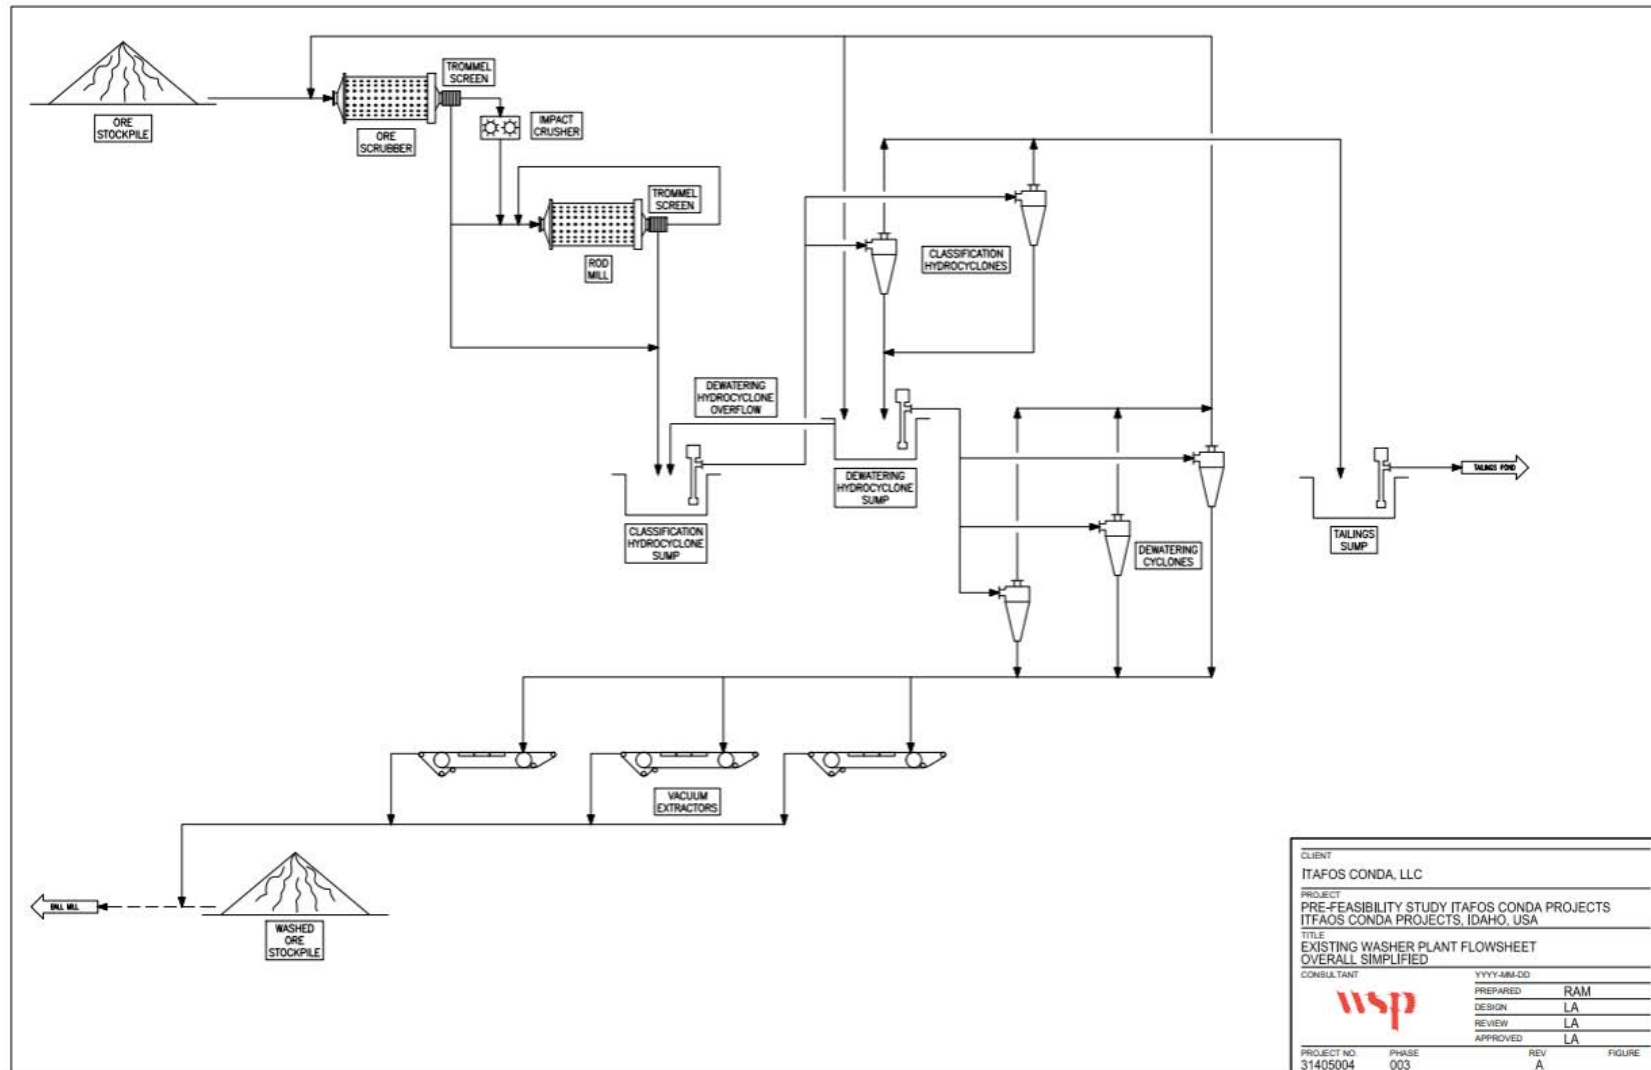 TROMMEL
SCREEN
ORE
STOCKPILE
ORE
SCRUBBER
IMPACT
CRUSHER
TROMMEL
SCREEN
ROD
MILL
CLASSIFICATION
HYDROCYCLONES
DEWATERING
HYDROCYCLONE
OVERFLOW
DEWATERING
HYDROCYCLONE
SUMP
TAILINGS POND
CLASSIFICATION
HYDROCYCLONE
SUMP
TAILINGS
SUMP
DEWATERING
CYCLONES
VACUUM
EXTRACTORS
BALL MILL
WASHED
ORE
STOCKPILE
CLIENT
ITAFOS CONDA, LLC
PROJECT
PRE-FEASIBILITY STUDY ITAFOS CONDA PROJECTS
ITFAOS CONDA PROJECTS, IDAHO, USA
TITLE
EXISTING WASHER PLANT FLOWSHEET
OVERALL SIMPLIFIED
CONSULTANT
wsp
YYYY-MM-DD
PREPARED RAM
DESIGN LA
REVIEW LA
APPROVED LA
PROJECT NO. PHASE REV FIGURE
31405004 003 A